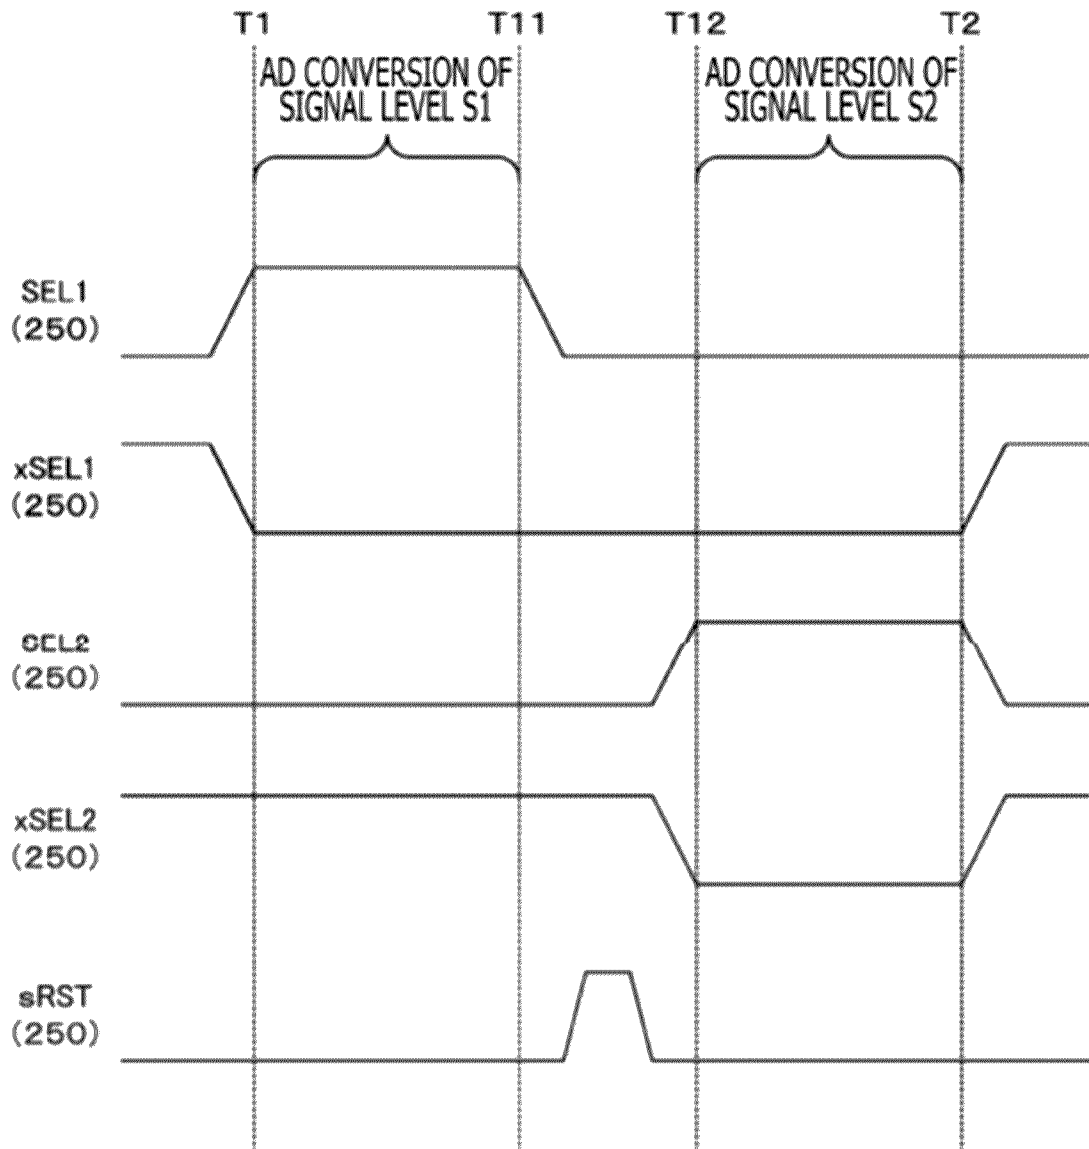 T1 T11 T12 T2
AD CONVERSION OF AD CONVERSION OF
SIGNAL LEVEL S1 SIGNAL LEVEL S2
SEL1
(250)
xSEL1
(250)
SEL2
(250)
xSEL2
(250)
sRST
(250)